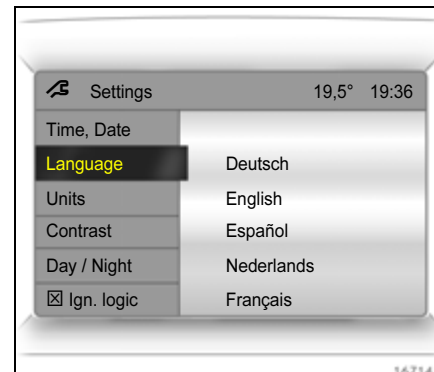 Settings 19,5° 19:36
Time, Date
Language Deutsch
Units English
Contrast Español
Day / Night Nederlands
☒ Ign. logic Français
16714